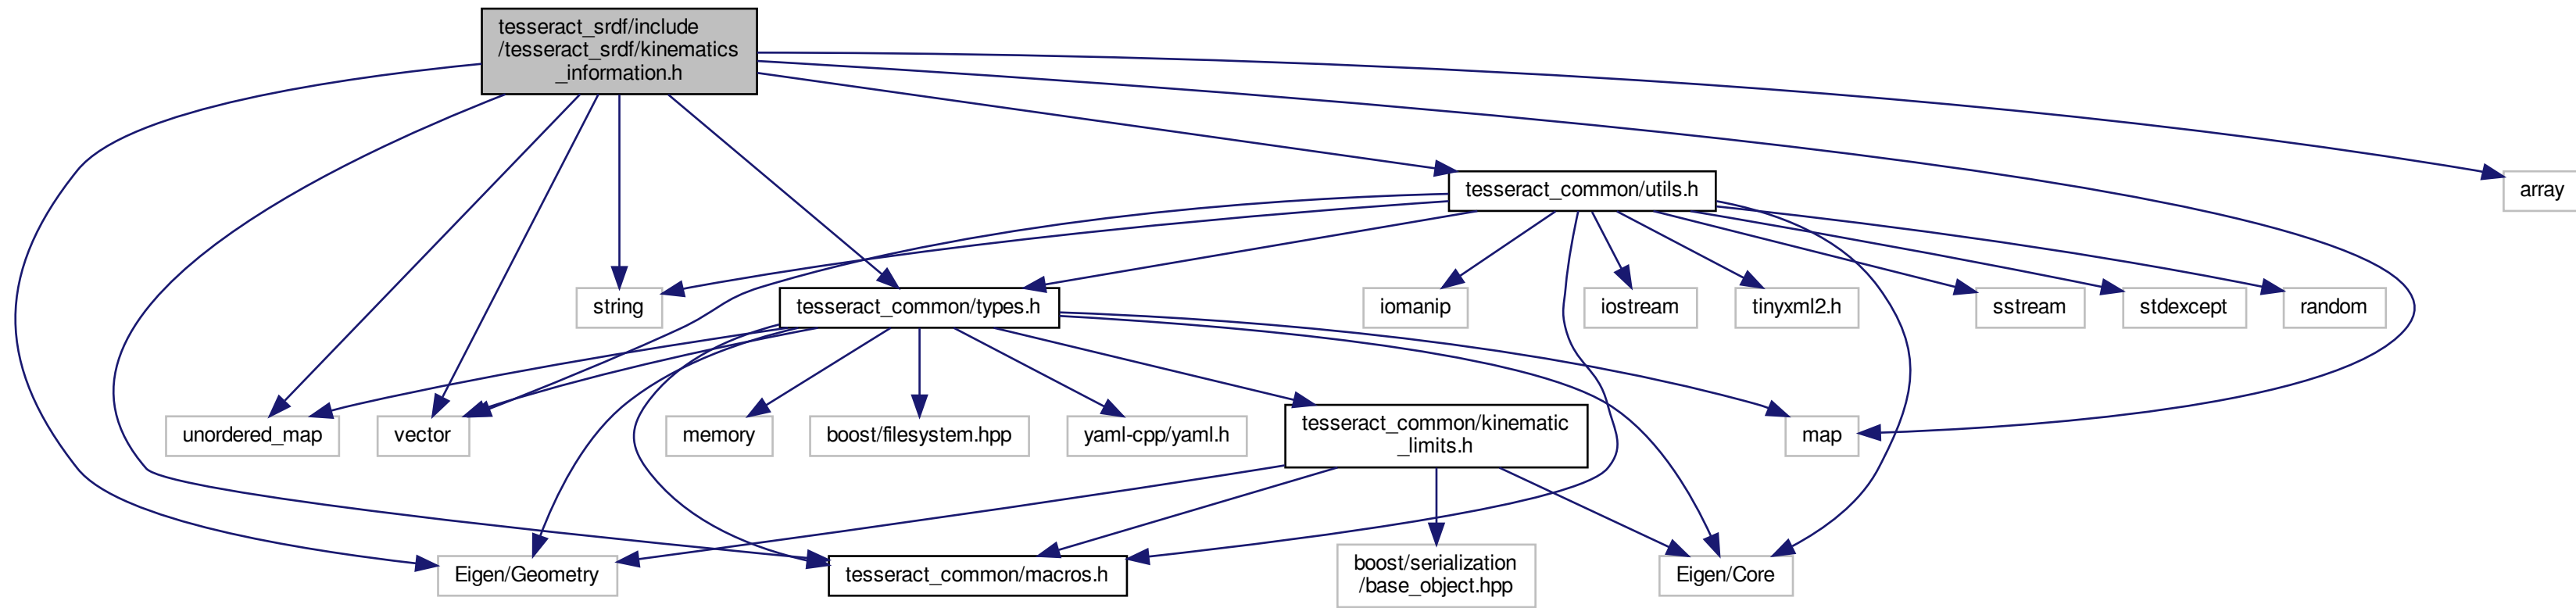 tesseract_srdf/include
/tesseract_srdf/kinematics
_information.h
tesseract_common/utils.h
array
string
tesseract_common/types.h
iomanip
iostream
tinyxml2.h
sstream
stdexcept
random
unordered_map
vector
memory
boost/filesystem.hpp
yaml-cpp/yaml.h
tesseract_common/kinematic
_limits.h
map
Eigen/Geometry
tesseract_common/macros.h
boost/serialization
/base_object.hpp
Eigen/Core